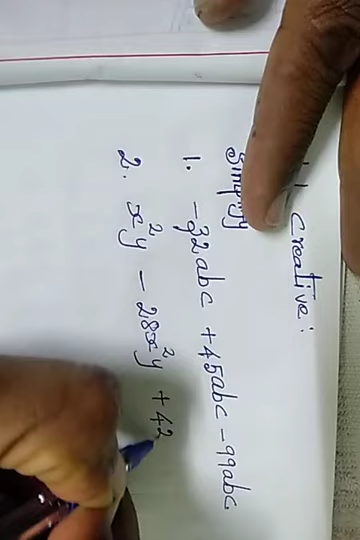 creative:
Simplify
1. -32abc + 45abc - 99abc
2. x²y - 28x²y + 42